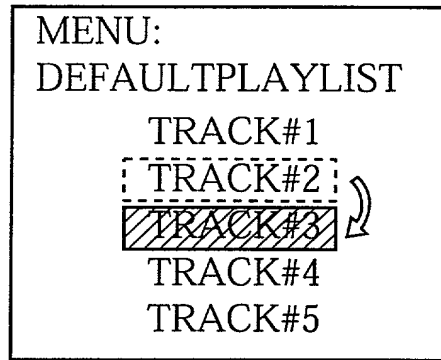 MENU:
DEFAULTPLAYLIST
TRACK#1
TRACK#2
TRACK#3
TRACK#4
TRACK#5